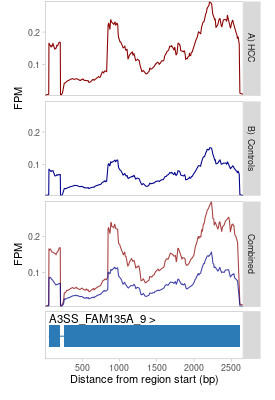 0.2
0.1
FPM
A) HCC
0.2
0.1
B) Controls
0.2
0.1
FPM
Combined
A3SS_FAM135A_9 >
500 1000 1500 2000 2500
Distance from region start (bp)